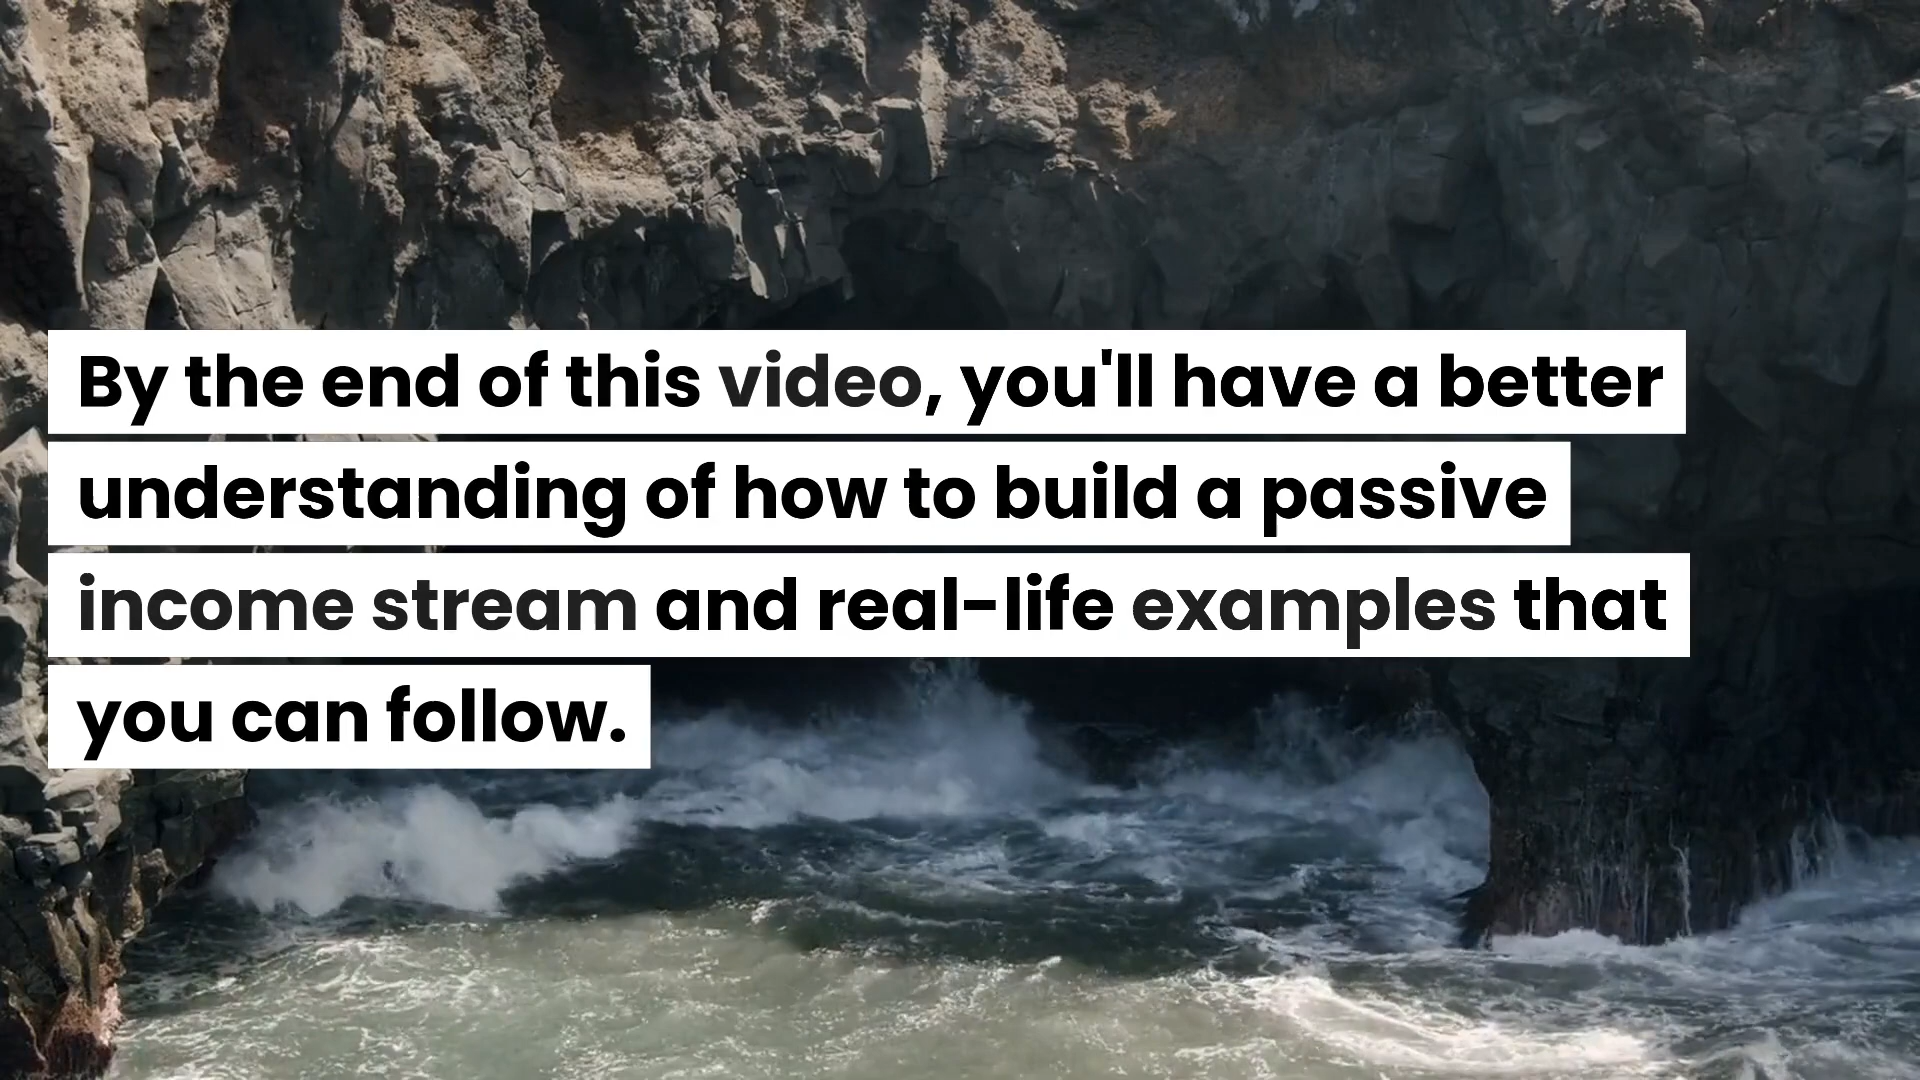 By the end of this video, you'll have a better
understanding of how to build a passive
income stream and real-life examples that
you can follow.